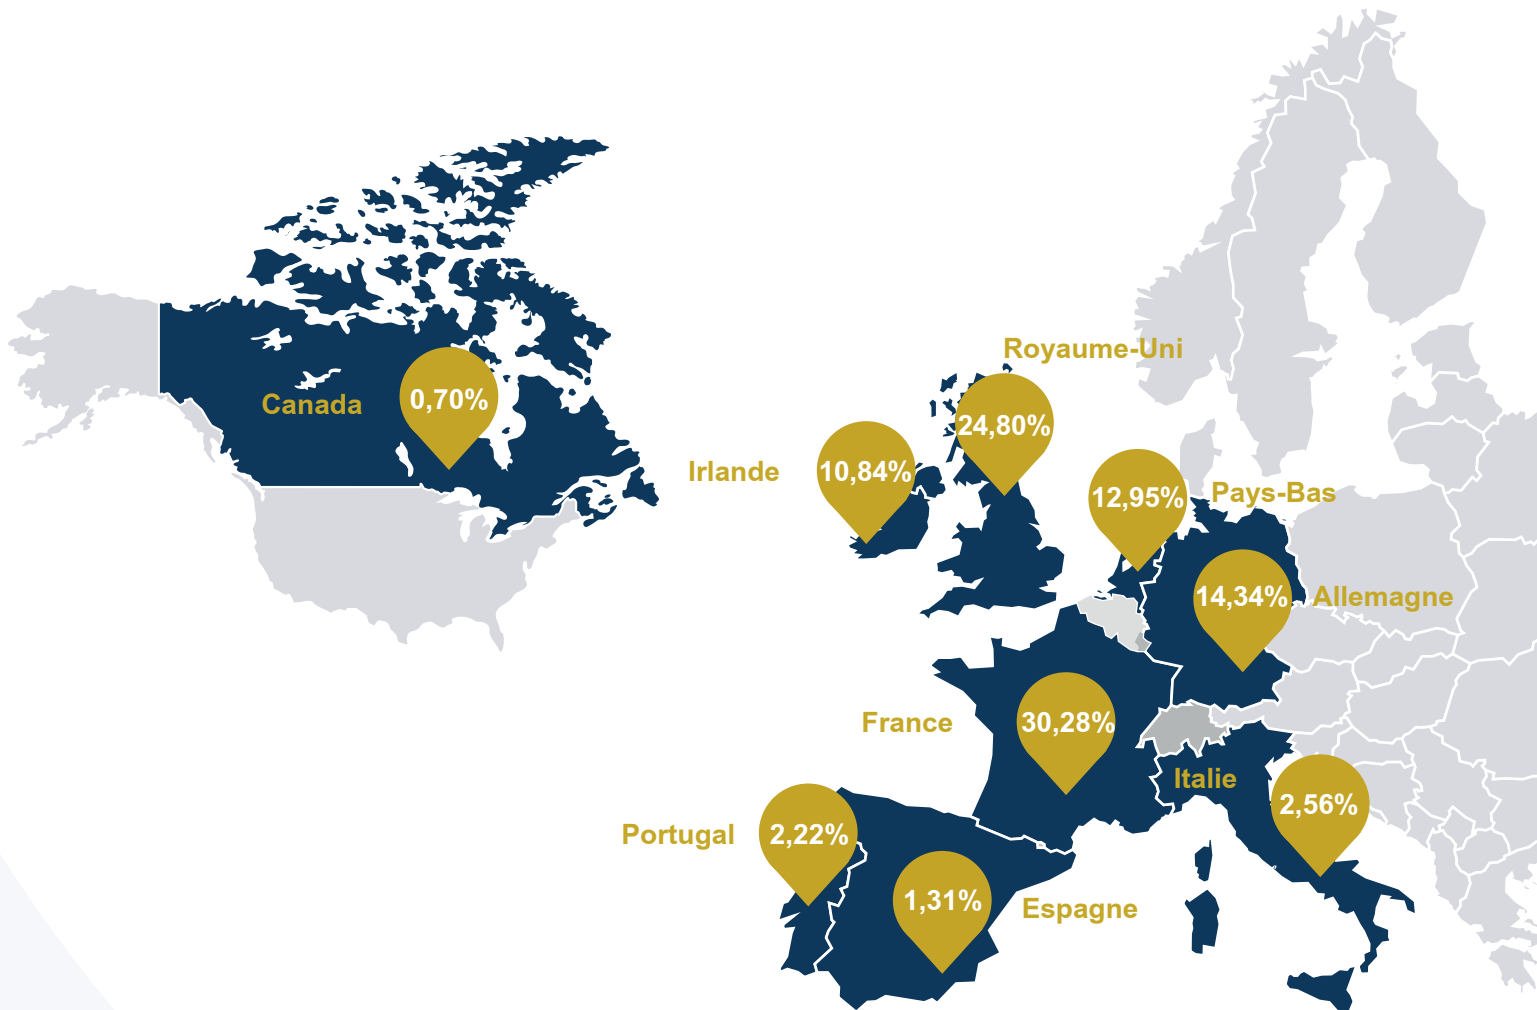 Royaume-Uni
24,80%
Canada
0,70%
Irlande
10,84%
Pays-Bas
12,95%
Allemagne
14,34%
France
30,28%
Italie
2,56%
Portugal
2,22%
Espagne
1,31%